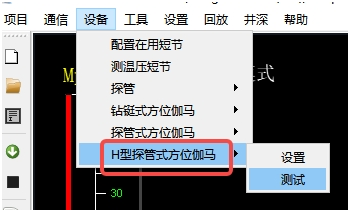 项目 通信 设备 工具 设置 回放 井深 帮助
配置在用短节
测温压短节
探管
钻铤式方位伽马
探管式方位伽马
H型探管式方位伽马
设置
测试
30